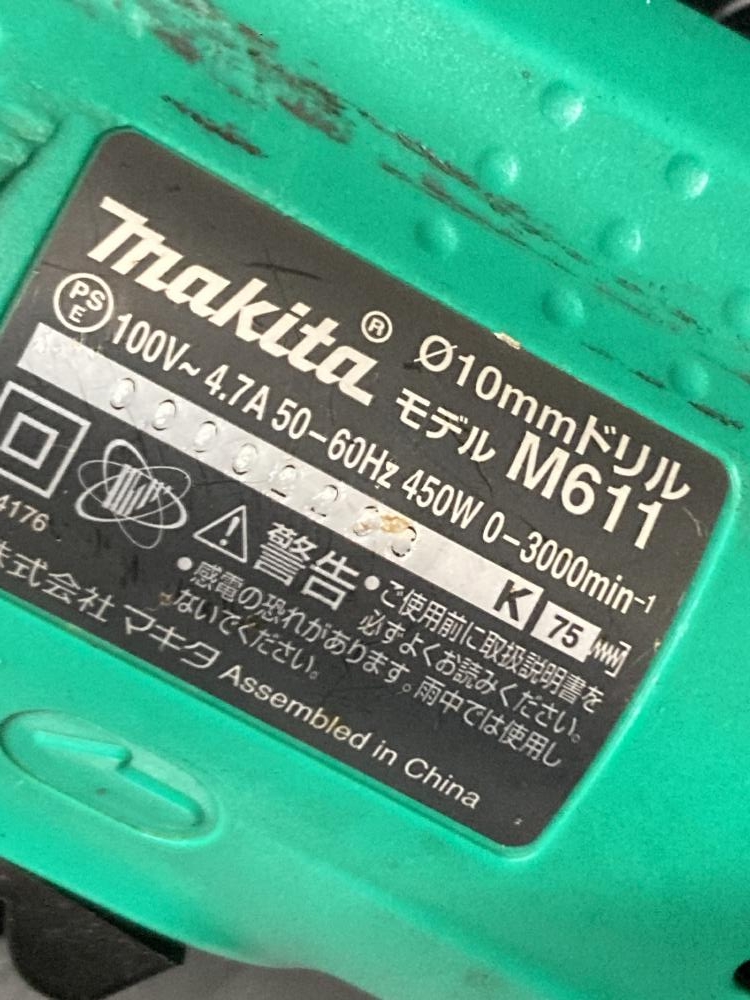 makita®
Ø10mmドリル
モデル M611
PSE
100V~ 4.7A 50-60Hz 450W 0-3000min⁻¹
K 75
4176
警告
•ご使用前に取扱説明書を
必ずよくお読みください。
•感電の恐れがあります。雨中では使用し
ないでください。
式会社 マキタ Assembled in China